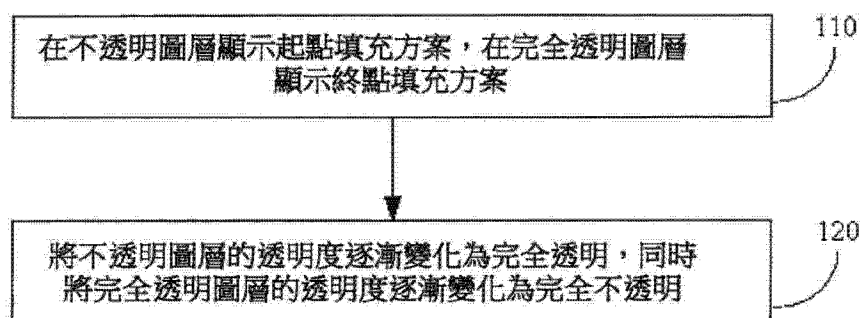 在不透明圖層顯示起點填充方案，在完全透明圖層
顯示終點填充方案
110
將不透明圖層的透明度逐漸變化為完全透明，同時
將完全透明圖層的透明度逐漸變化為完全不透明
120